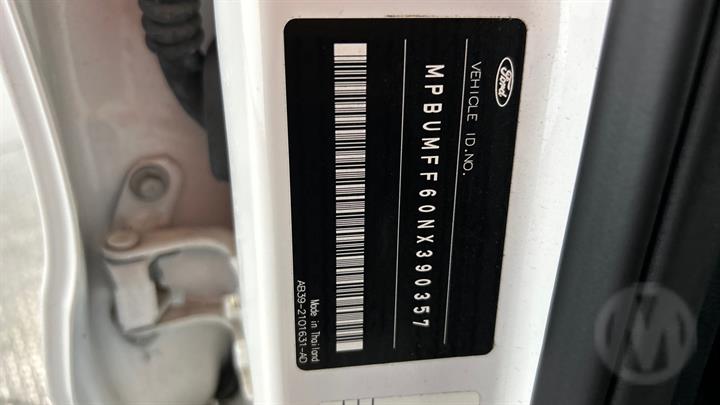 Ford
VEHICLE ID.NO.
MPBUMFF60NX390357
Made in Thailand
AB39-2101631-AD